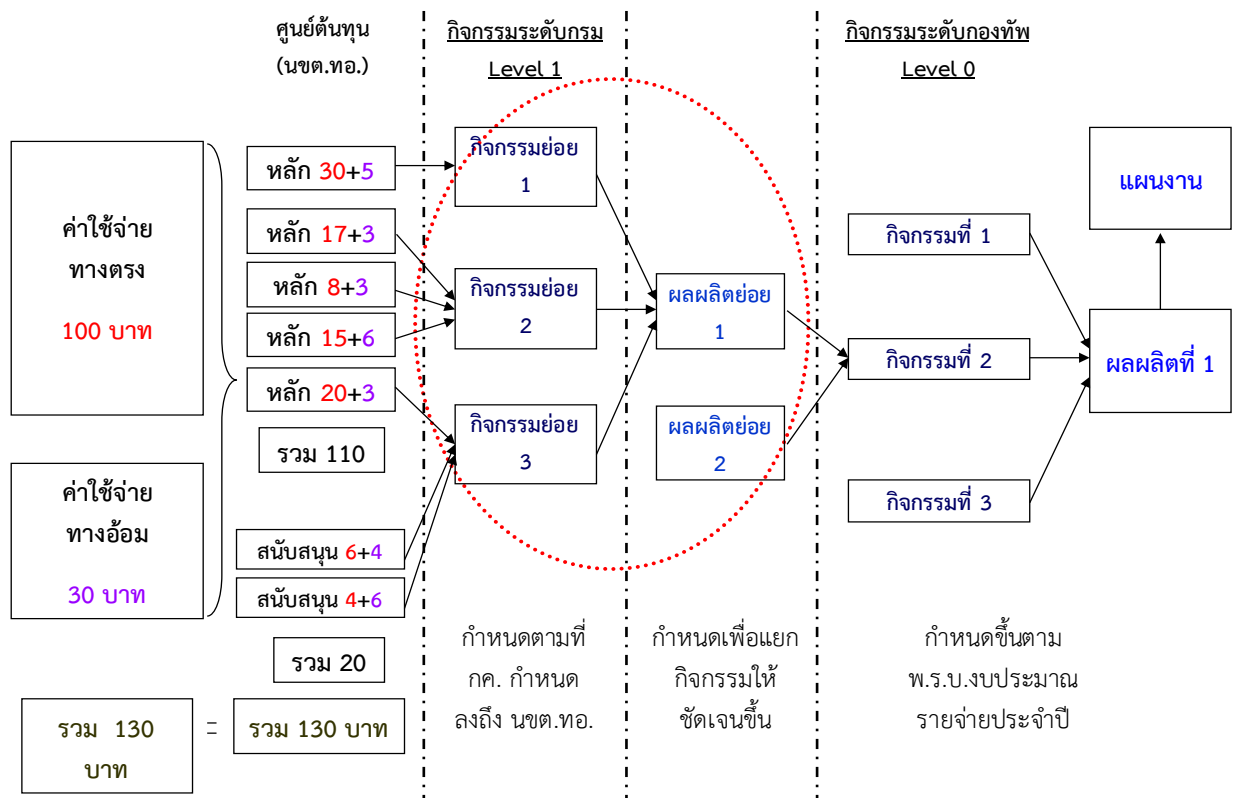 ศูนย์ต้นทุน
(นขต.ทอ.)
กิจกรรมระดับกรม
Level 1
กิจกรรมระดับกองทัพ
Level 0
ค่าใช้จ่าย
ทางตรง
100 บาท
ค่าใช้จ่าย
ทางอ้อม
30 บาท
รวม 130
บาท
=
หลัก 30+5
หลัก 17+3
หลัก 8+3
หลัก 15+6
หลัก 20+3
รวม 110
สนับสนุน 6+4
สนับสนุน 4+6
รวม 20
รวม 130 บาท
กิจกรรมย่อย
1
กิจกรรมย่อย
2
กิจกรรมย่อย
3
กำหนดตามที่
กค. กำหนด
ลงถึง นขต.ทอ.
ผลผลิตย่อย
1
ผลผลิตย่อย
2
กำหนดเพื่อแยก
กิจกรรมให้
ชัดเจนขึ้น
กิจกรรมที่ 1
กิจกรรมที่ 2
กิจกรรมที่ 3
แผนงาน
ผลผลิตที่ 1
กำหนดขึ้นตาม
พ.ร.บ.งบประมาณ
รายจ่ายประจำปี